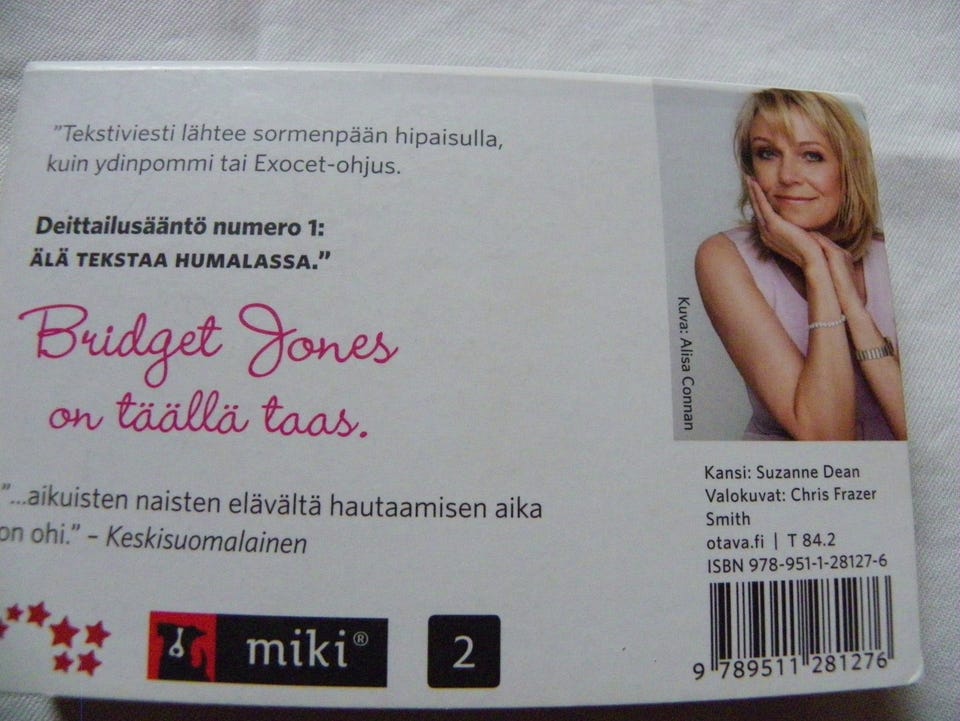 "Tekstiviesti lähtee sormenpään hipaisulla,
kuin ydinpommi tai Exocet-ohjus.
Deittailusääntö numero 1:
ÄLÄ TEKSTAA HUMALASSA."
Bridget Jones
on täällä taas.
"...aikuisten naisten elävältä hautaamisen aika
on ohi." – Keskisuomalainen
miki®
2
Kuva: Alisa Connan
Kansi: Suzanne Dean
Valokuvat: Chris Frazer
Smith
otava.fi | T 84.2
ISBN 978-951-1-28127-6
9 789511 281276